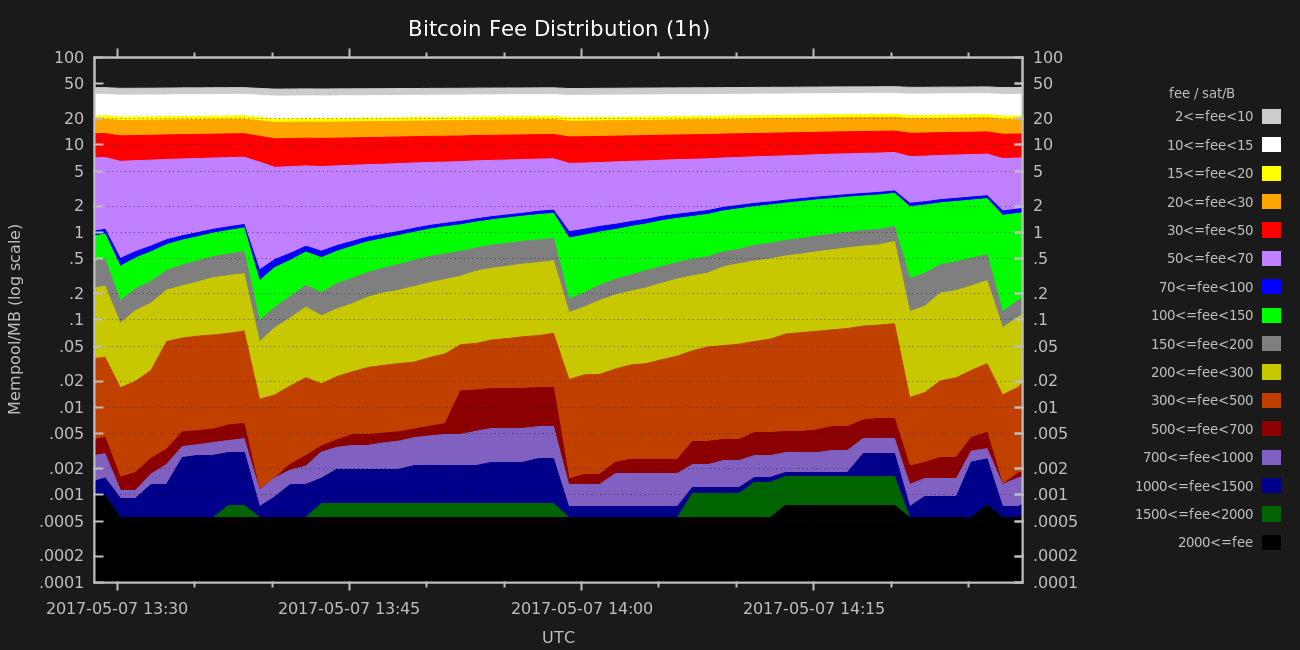 Bitcoin Fee Distribution (1h)
Mempool/MB (log scale)
100
50
20
10
5
2
1
.5
.2
.1
.05
.02
.01
.005
.002
.001
.0005
.0002
.0001
100
50
20
10
5
2
1
.5
.2
.1
.05
.02
.01
.005
.002
.001
.0005
.0002
.0001
fee / sat/B
2<=fee<10
10<=fee<15
15<=fee<20
20<=fee<30
30<=fee<50
50<=fee<70
70<=fee<100
100<=fee<150
150<=fee<200
200<=fee<300
300<=fee<500
500<=fee<700
700<=fee<1000
1000<=fee<1500
1500<=fee<2000
2000<=fee
2017-05-07 13:30 2017-05-07 13:45 2017-05-07 14:00 2017-05-07 14:15
UTC